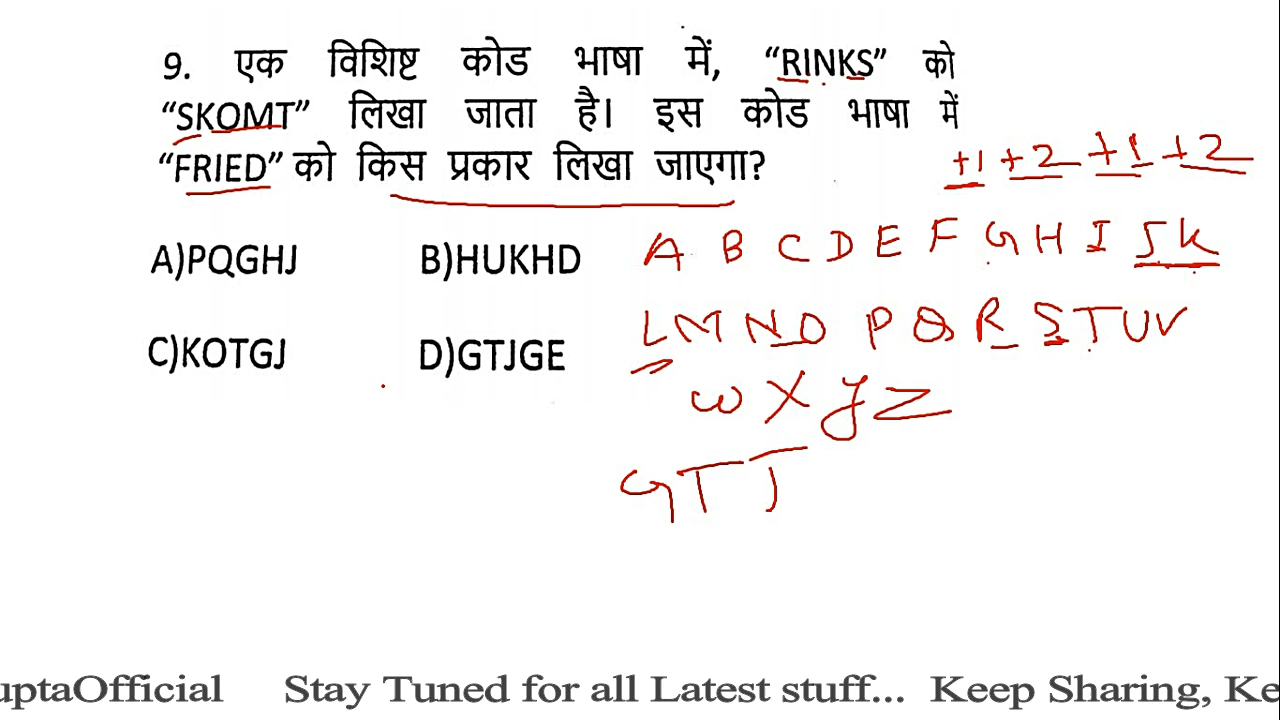 9. एक विशिष्ट कोड भाषा में, “RINKS” को
“SKOMT” लिखा जाता है। इस कोड भाषा में
“FRIED” को किस प्रकार लिखा जाएगा?
+1 +2 +1 +2
A)PQGHJ B)HUKHD
A B C D E F G H I J K
L M N O P Q R S T U V
C)KOTGJ D)GTJGE
W X Y Z
G T J
uptaOfficial Stay Tuned for all Latest stuff... Keep Sharing, Ke